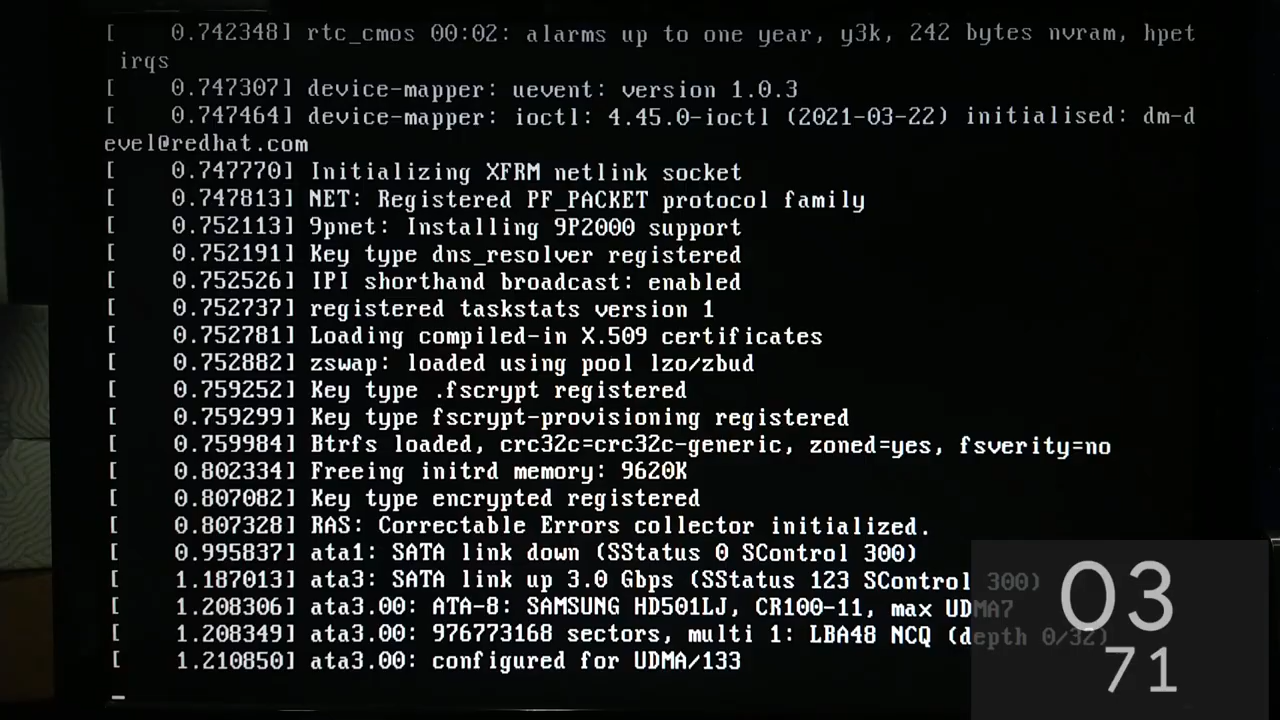 [    0.742348] rtc_cmos 00:02: alarms up to one year, y3k, 242 bytes nvram, hpet
irqs
[    0.747307] device-mapper: uevent: version 1.0.3
[    0.747464] device-mapper: ioctl: 4.45.0-ioctl (2021-03-22) initialised: dm-d
evel@redhat.com
[    0.747770] Initializing XFRM netlink socket
[    0.747813] NET: Registered PF_PACKET protocol family
[    0.752113] 9pnet: Installing 9P2000 support
[    0.752191] Key type dns_resolver registered
[    0.752526] IPI shorthand broadcast: enabled
[    0.752737] registered taskstats version 1
[    0.752781] Loading compiled-in X.509 certificates
[    0.752882] zswap: loaded using pool lzo/zbud
[    0.759252] Key type .fscrypt registered
[    0.759299] Key type fscrypt-provisioning registered
[    0.759984] Btrfs loaded, crc32c=crc32c-generic, zoned=yes, fsverity=no
[    0.802334] Freeing initrd memory: 9620K
[    0.807082] Key type encrypted registered
[    0.807328] RAS: Correctable Errors collector initialized.
[    0.995837] ata1: SATA link down (SStatus 0 SControl 300)
[    1.187013] ata3: SATA link up 3.0 Gbps (SStatus 123 SControl 300)
[    1.208306] ata3.00: ATA-8: SAMSUNG HD501LJ, CR100-11, max UDMA7
[    1.208349] ata3.00: 976773168 sectors, multi 1: LBA48 NCQ (depth 0/32)
[    1.210850] ata3.00: configured for UDMA/133
_
03
71